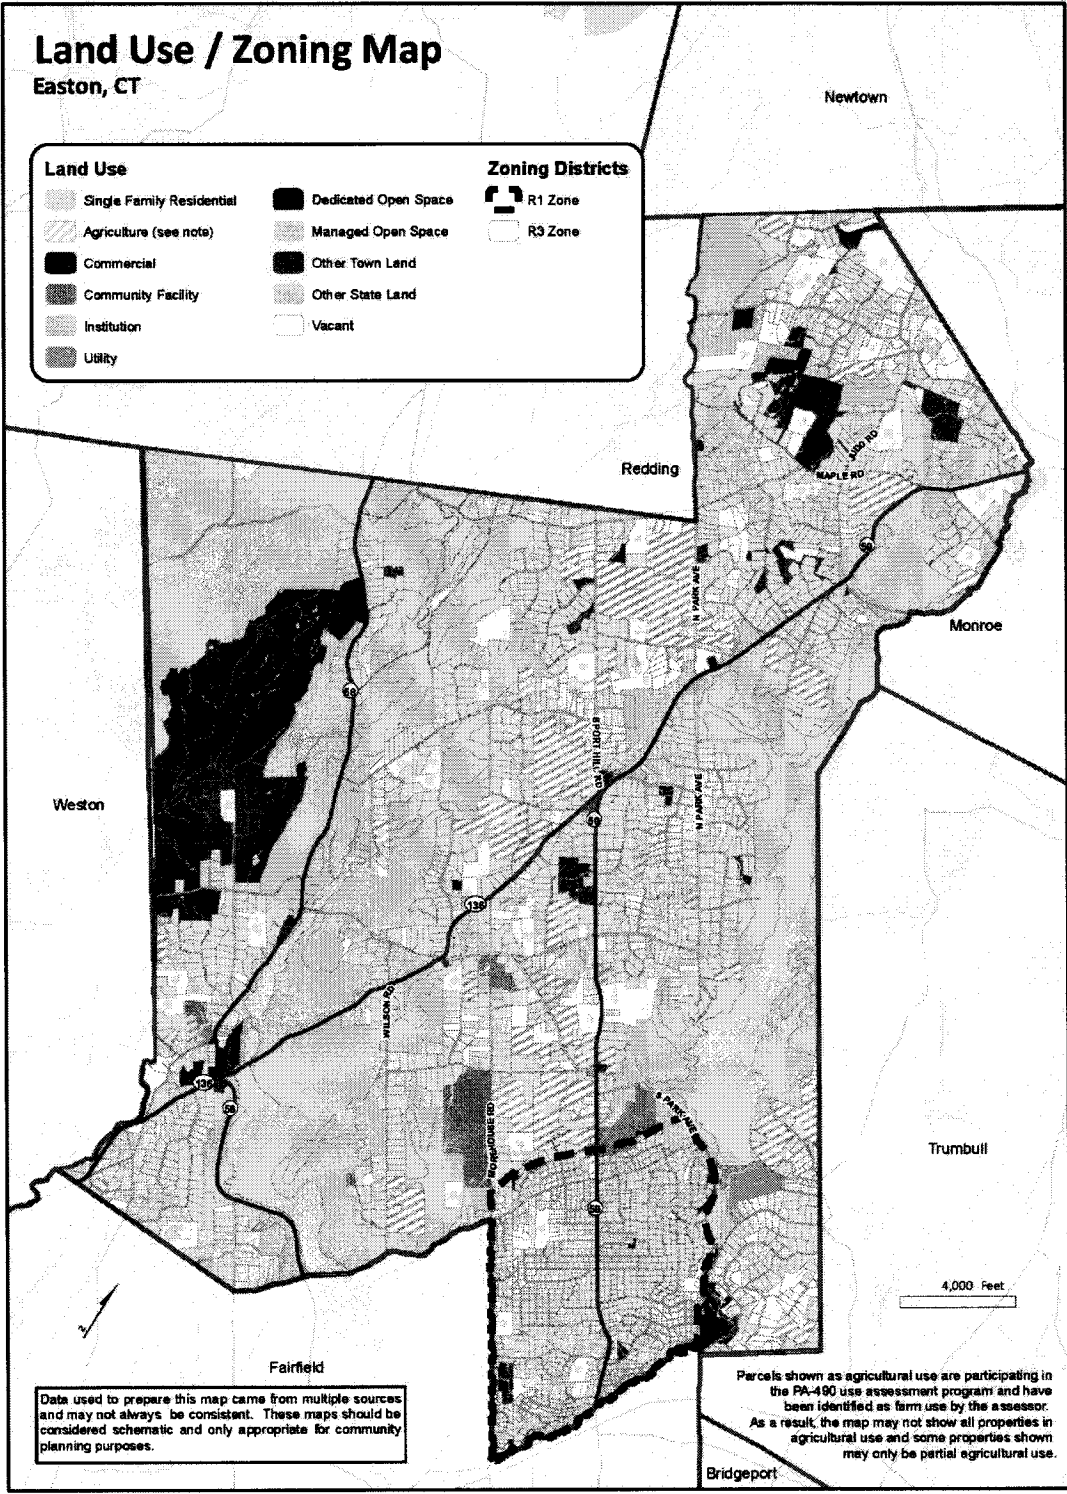 Land Use / Zoning Map
Easton, CT
Newtown
Land Use
Zoning Districts
Single Family Residential
Dedicated Open Space
R1 Zone
Agriculture (see note)
Managed Open Space
R3 Zone
Commercial
Other Town Land
Community Facility
Other State Land
Institution
Vacant
Utility
Redding
MAPLE RD
N PARK AVE
59
Monroe
58
SPORT HILL RD
N PARK AVE
Weston
59
136
WILSON RD
136
58
MOREHOUSE RD
S PARK AVE
Trumbull
59
4,000 Feet
Fairfield
Data used to prepare this map came from multiple sources
and may not always be consistent. These maps should be
considered schematic and only appropriate for community
planning purposes.
Parcels shown as agricultural use are participating in
the PA-490 use assessment program and have
been identified as farm use by the assessor.
As a result, the map may not show all properties in
agricultural use and some properties shown
may only be partial agricultural use.
Bridgeport